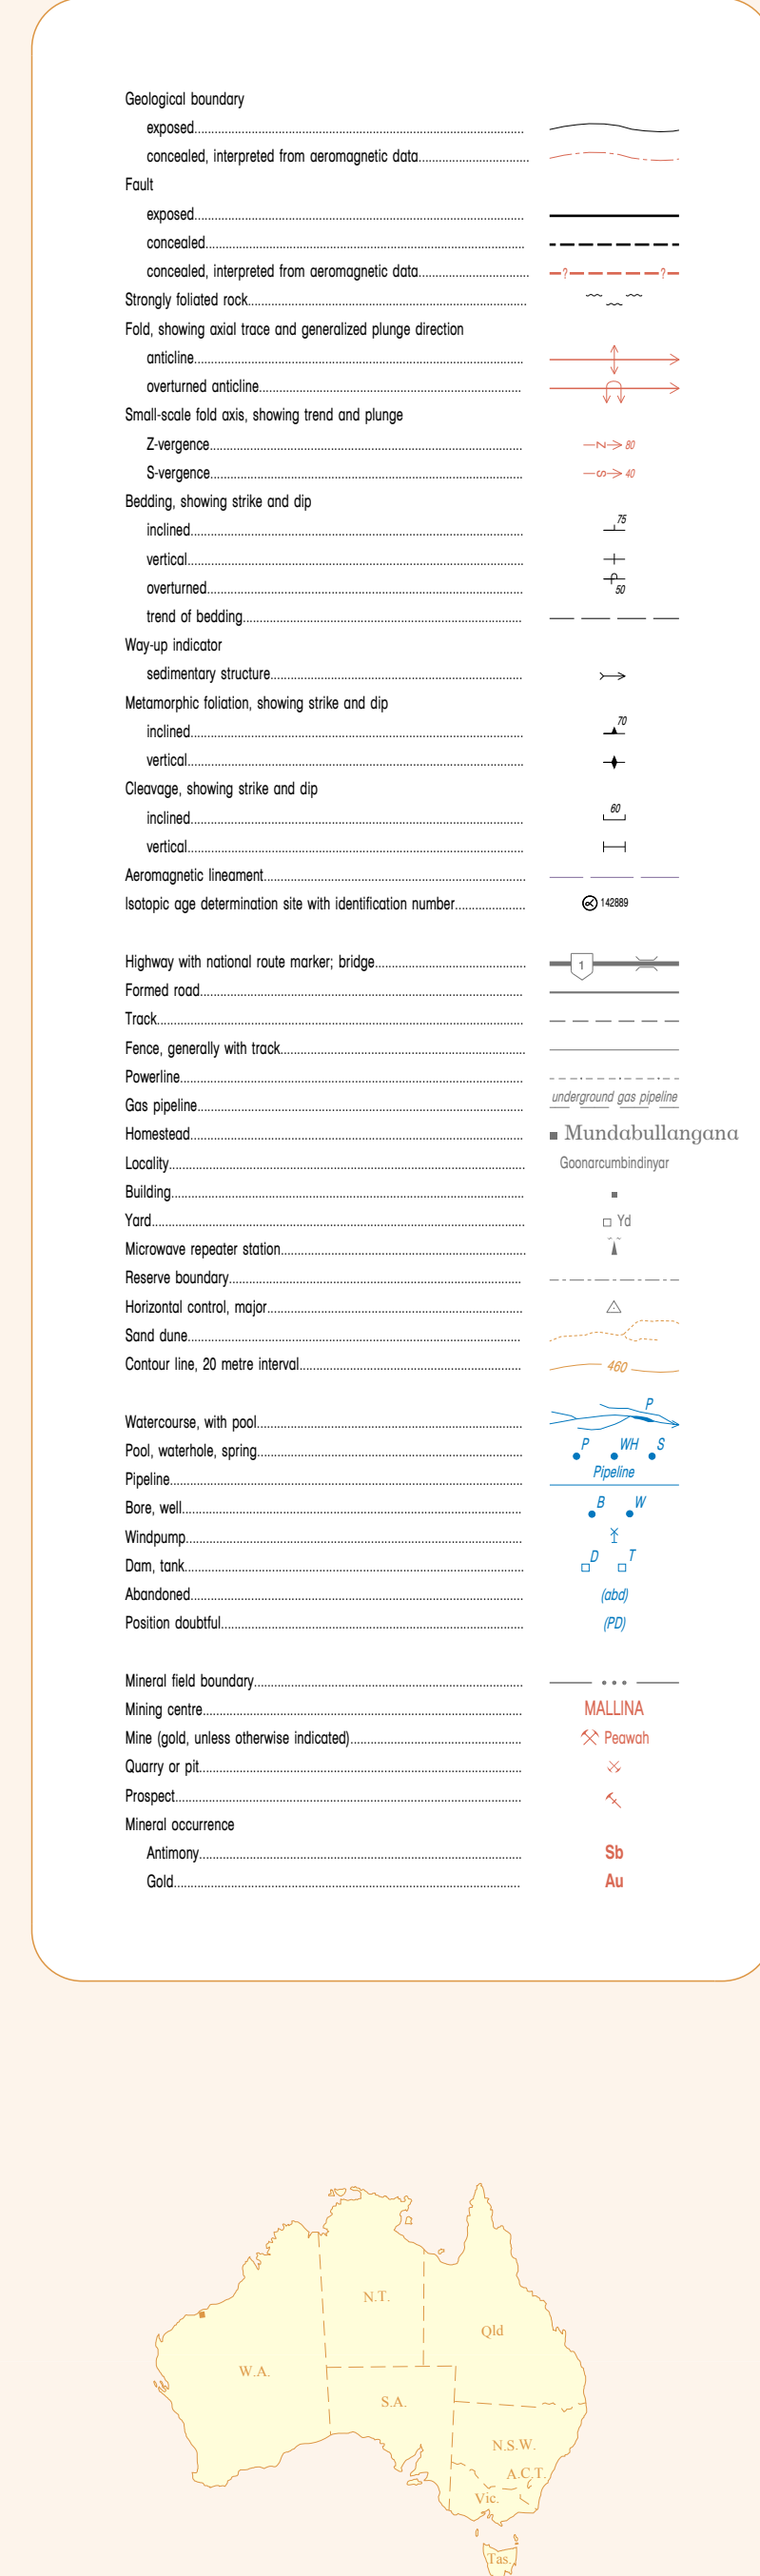 Geological boundary
exposed
concealed, interpreted from aeromagnetic data
Fault
exposed
concealed
concealed, interpreted from aeromagnetic data ? ?
Strongly foliated rock
Fold, showing axial trace and generalized plunge direction
anticline
overturned anticline
Small-scale fold axis, showing trend and plunge
Z-vergence Z 80
S-vergence S 40
Bedding, showing strike and dip
inclined 75
vertical
overturned 50
trend of bedding
Way-up indicator
sedimentary structure
Metamorphic foliation, showing strike and dip
inclined 70
vertical
Cleavage, showing strike and dip
inclined 60
vertical
Aeromagnetic lineament
Isotopic age determination site with identification number 142889
Highway with national route marker; bridge 1
Formed road
Track
Fence, generally with track
Powerline
Gas pipeline underground gas pipeline
Homestead Mundabullangana
Locality Goonarcumbindinyar
Building
Yard Yd
Microwave repeater station
Reserve boundary
Horizontal control, major
Sand dune
Contour line, 20 metre interval 460
Watercourse, with pool P
Pool, waterhole, spring P WH S
Pipeline Pipeline
Bore, well B W
Windpump
Dam, tank D T
Abandoned (abd)
Position doubtful (PD)
Mineral field boundary
Mining centre MALLINA
Mine (gold, unless otherwise indicated) Peawah
Quarry or pit
Prospect
Mineral occurrence
Antimony Sb
Gold Au
N.T.
Qld
W.A.
S.A.
N.S.W.
A.C.T.
Vic.
Tas.